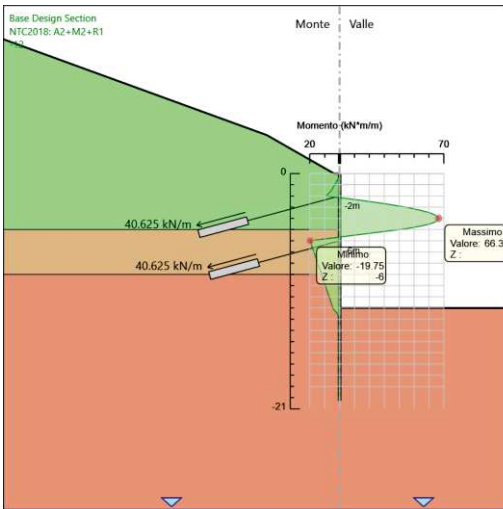 Base Design Section
NTC2018: A2+M2+R1
Monte
Valle
Momento (kN*m/m)
20
70
0
-2m
40.625 kN/m
Massimo
Valore: 66.3
Z :
Minimo
Valore: -19.75
Z : -6
40.625 kN/m
-21